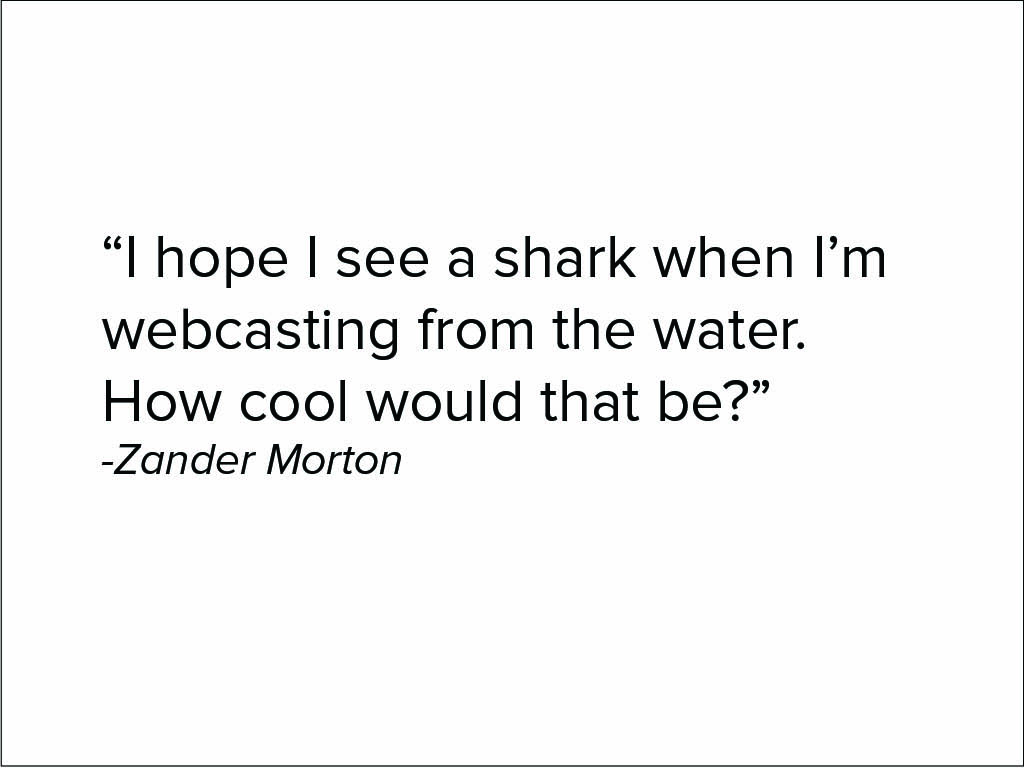 “I hope I see a shark when I’m
webcasting from the water.
How cool would that be?”
-Zander Morton